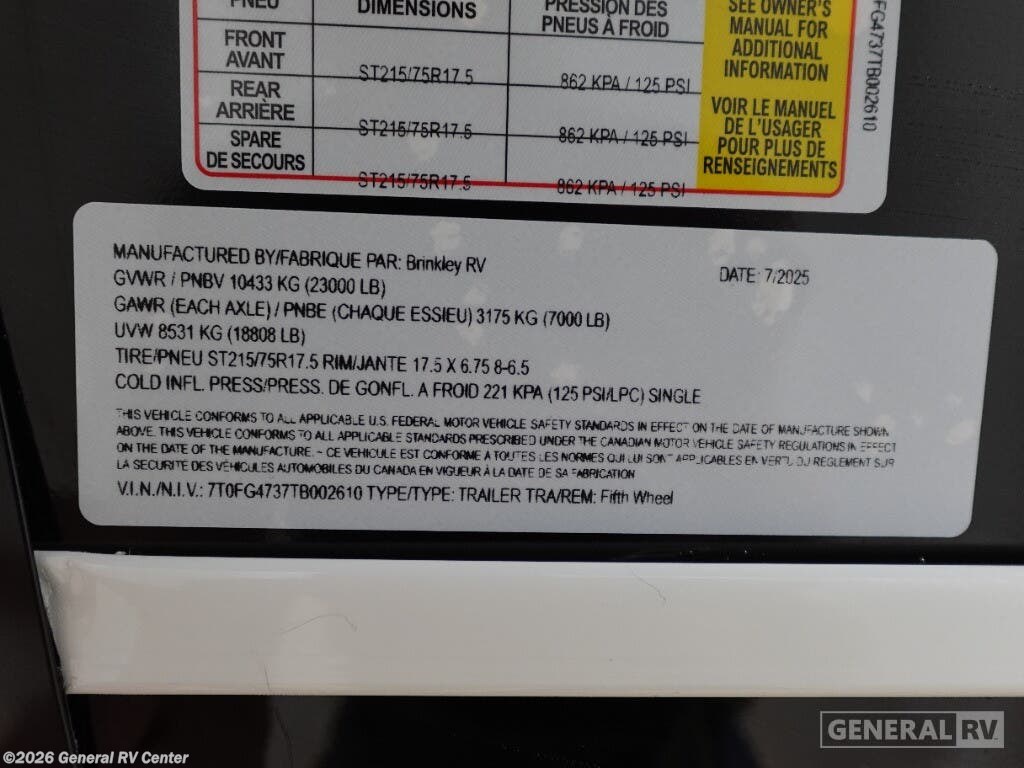 PNEU DIMENSIONS PRESSION DES PNEUS À FROID
SEE OWNER'S
MANUAL FOR
ADDITIONAL
INFORMATION
VOIR LE MANUEL
DE L'USAGER
POUR PLUS DE
RENSEIGNEMENTS
FRONT
AVANT ST215/75R17.5 862 KPA / 125 PSI
REAR
ARRIÈRE ST215/75R17.5 862 KPA / 125 PSI
SPARE
DE SECOURS ST215/75R17.5 862 KPA / 125 PSI
FG4737TB002610
MANUFACTURED BY/FABRIQUE PAR: Brinkley RV DATE: 7/2025
GVWR / PNBV 10433 KG (23000 LB)
GAWR (EACH AXLE) / PNBE (CHAQUE ESSIEU) 3175 KG (7000 LB)
UVW 8531 KG (18808 LB)
TIRE/PNEU ST215/75R17.5 RIM/JANTE 17.5 X 6.75 8-6.5
COLD INFL. PRESS/PRESS. DE GONFL. A FROID 221 KPA (125 PSI/LPC) SINGLE
THIS VEHICLE CONFORMS TO ALL APPLICABLE U.S. FEDERAL MOTOR VEHICLE SAFETY STANDARDS IN EFFECT ON THE DATE OF MANUFACTURE SHOWN
ABOVE. THIS VEHICLE CONFORMS TO ALL APPLICABLE STANDARDS PRESCRIBED UNDER THE CANADIAN MOTOR VEHICLE SAFETY REGULATIONS IN EFFECT
ON THE DATE OF THE MANUFACTURE. - CE VEHICULE EST CONFORME A TOUTES LES NORMES QUI LUI SONT APPLICABLES EN VERTU DU REGLEMENT SUR
LA SECURITE DES VÉHICULES AUTOMOBILES DU CANADA EN VIGUEUR À LA DATE DE SA FABRICATION
V.I.N./N.I.V.: 7T0FG4737TB002610 TYPE/TYPE: TRAILER TRA/REM: Fifth Wheel
GENERAL RV
©2026 General RV Center